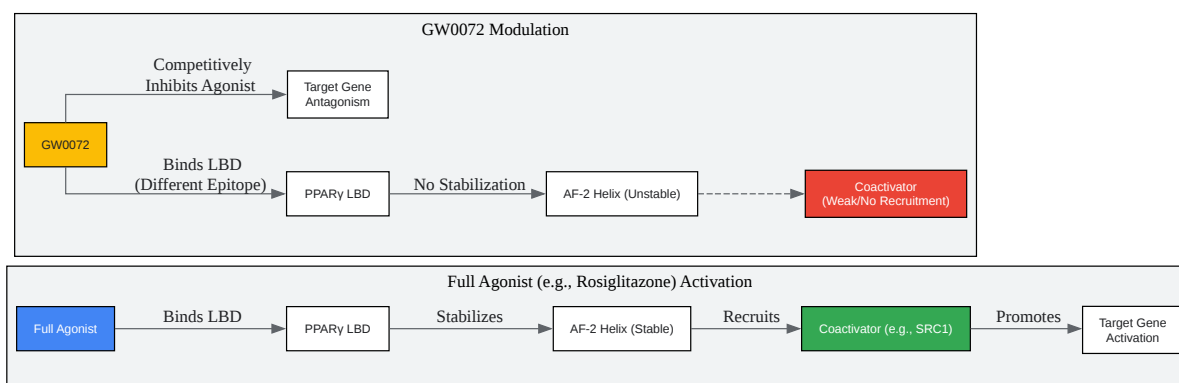 GW0072 Modulation
Competitively
Inhibits Agonist
Target Gene
Antagonism
GW0072
Binds LBD
(Different Epitope)
PPARγ LBD
No Stabilization
AF-2 Helix (Unstable)
Coactivator
(Weak/No Recruitment)
Full Agonist (e.g., Rosiglitazone) Activation
Full Agonist
Binds LBD
PPARγ LBD
Stabilizes
AF-2 Helix (Stable)
Recruits
Coactivator (e.g., SRC1)
Promotes
Target Gene
Activation